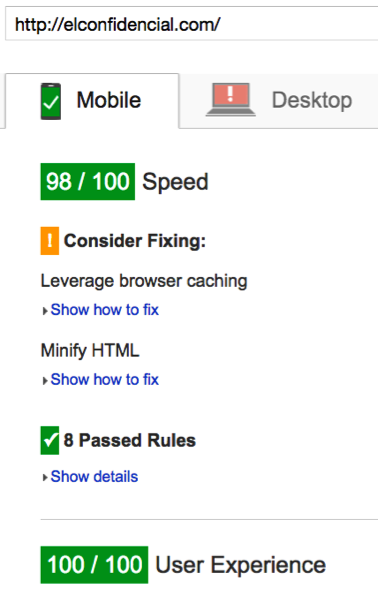 http://elconfidencial.com/
Mobile
Desktop
98 / 100 Speed
! Consider Fixing:
Leverage browser caching
Show how to fix
Minify HTML
Show how to fix
8 Passed Rules
Show details
100 / 100 User Experience